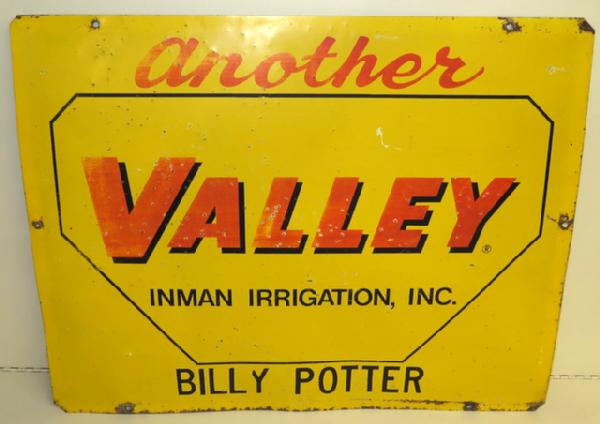 another
VALLEY®
INMAN IRRIGATION, INC.
BILLY POTTER